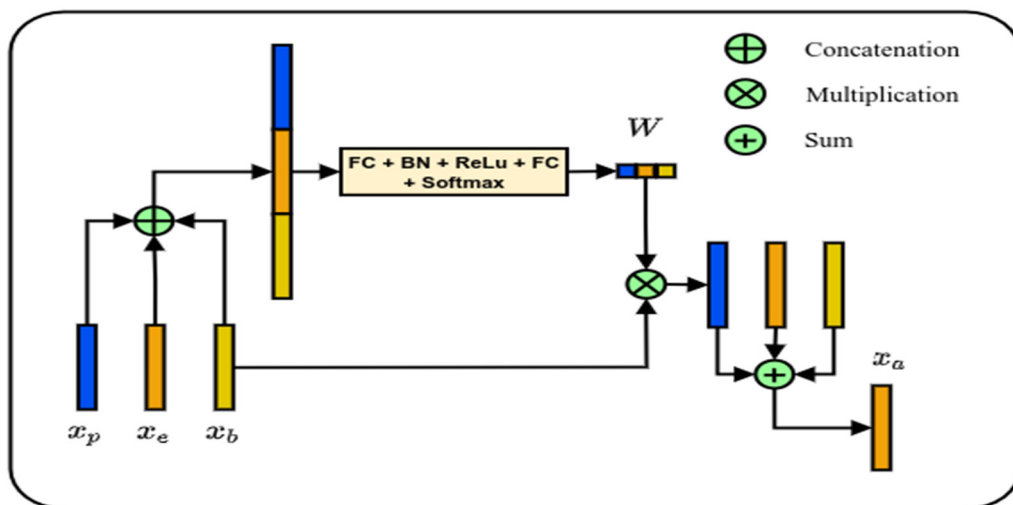 Concatenation
Multiplication
Sum
W
FC + BN + ReLu + FC
+ Softmax
x_p
x_e
x_b
x_a